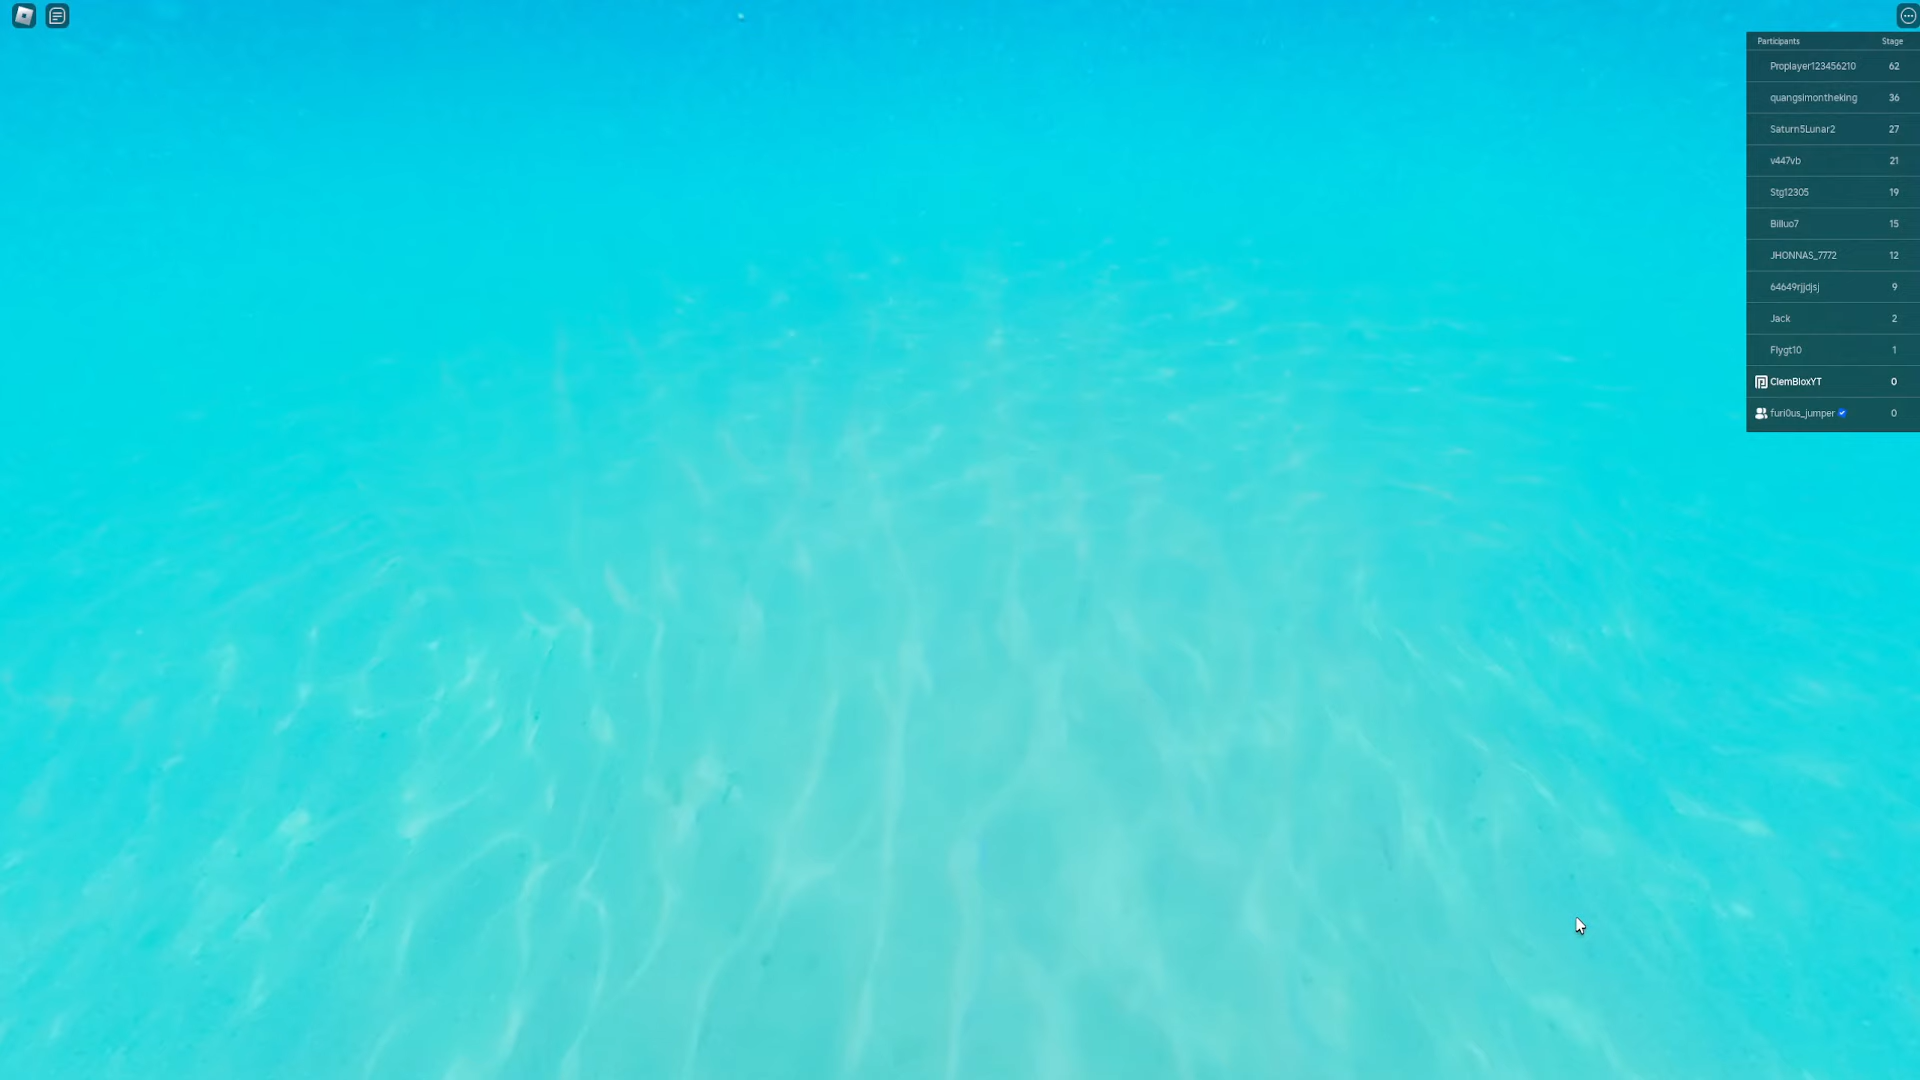 Participants Stage
Proplayer123456210 62
quangsimontheking 36
Saturn5Lunar2 27
v447vb 21
Stg12305 19
Billuo7 15
JHONNAS_7772 12
64649rjjdjsj 9
Jack 2
Flygt10 1
ClemBloxYT 0
furi0us_jumper 0